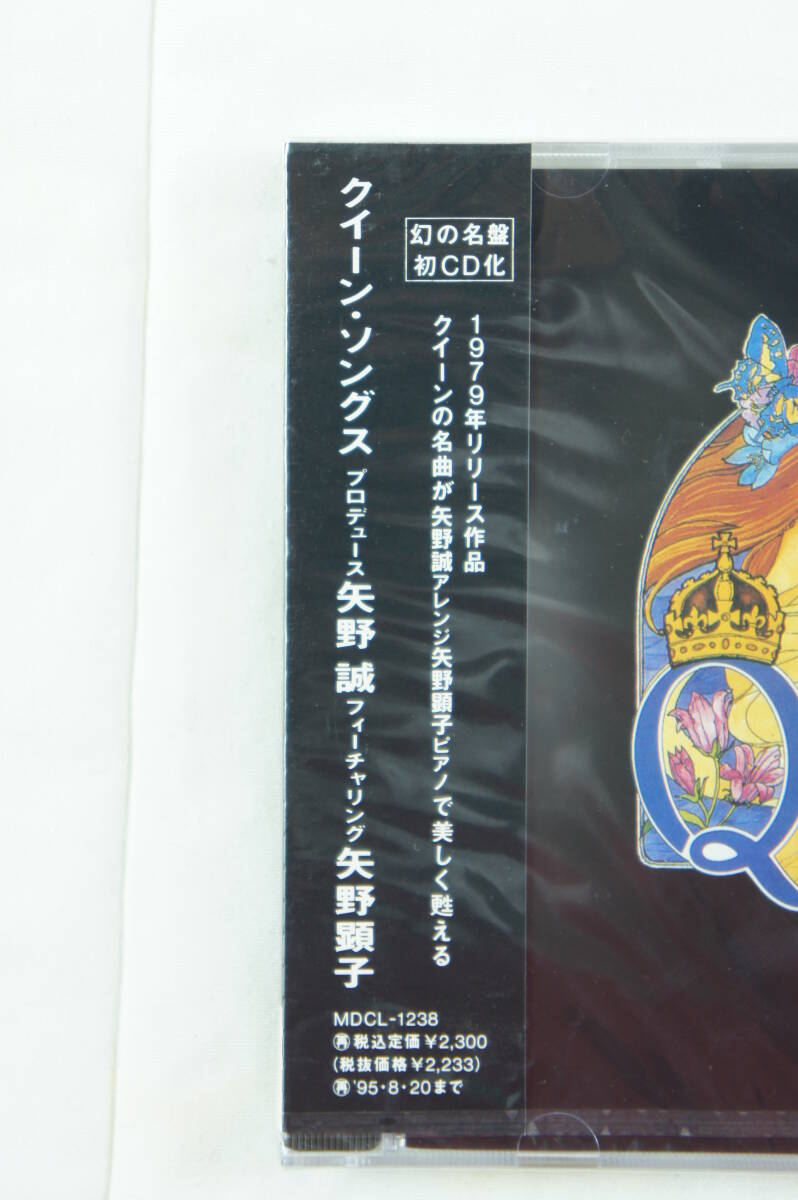 幻の名盤
初CD化
1979年リリース作品
クイーンの名曲が矢野誠アレンジ矢野顕子ピアノで美しく甦える
クイーン・ソングス プロデュース 矢野 誠 フィーチャリング 矢野顕子
MDCL-1238
再税込定価¥2,300
(税抜価格¥2,233)
再'95・8・20まで
Q